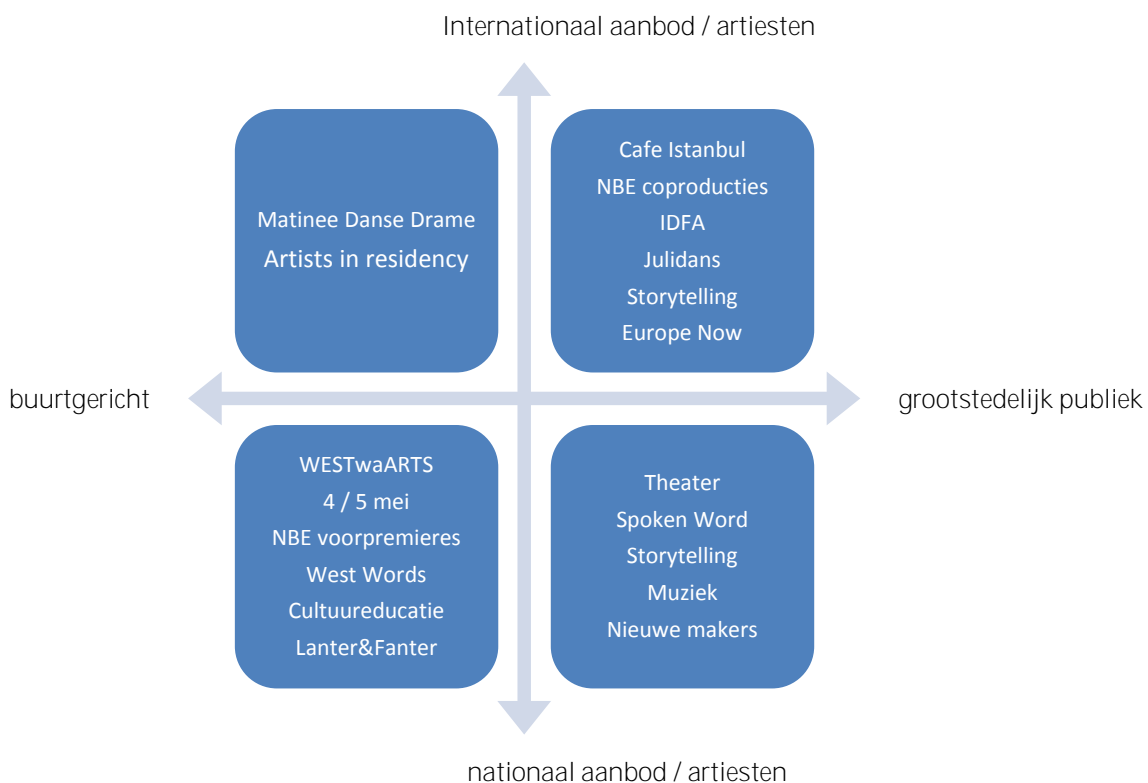 Internationaal aanbod / artiesten
Matinee Danse Drame
Artists in residency
Cafe Istanbul
NBE coproducties
IDFA
Julidans
Storytelling
Europe Now
buurtgericht
grootstedelijk publiek
WESTwaARTS
4 / 5 mei
NBE voorpremieres
West Words
Cultuureducatie
Lanter&Fanter
Theater
Spoken Word
Storytelling
Muziek
Nieuwe makers
nationaal aanbod / artiesten